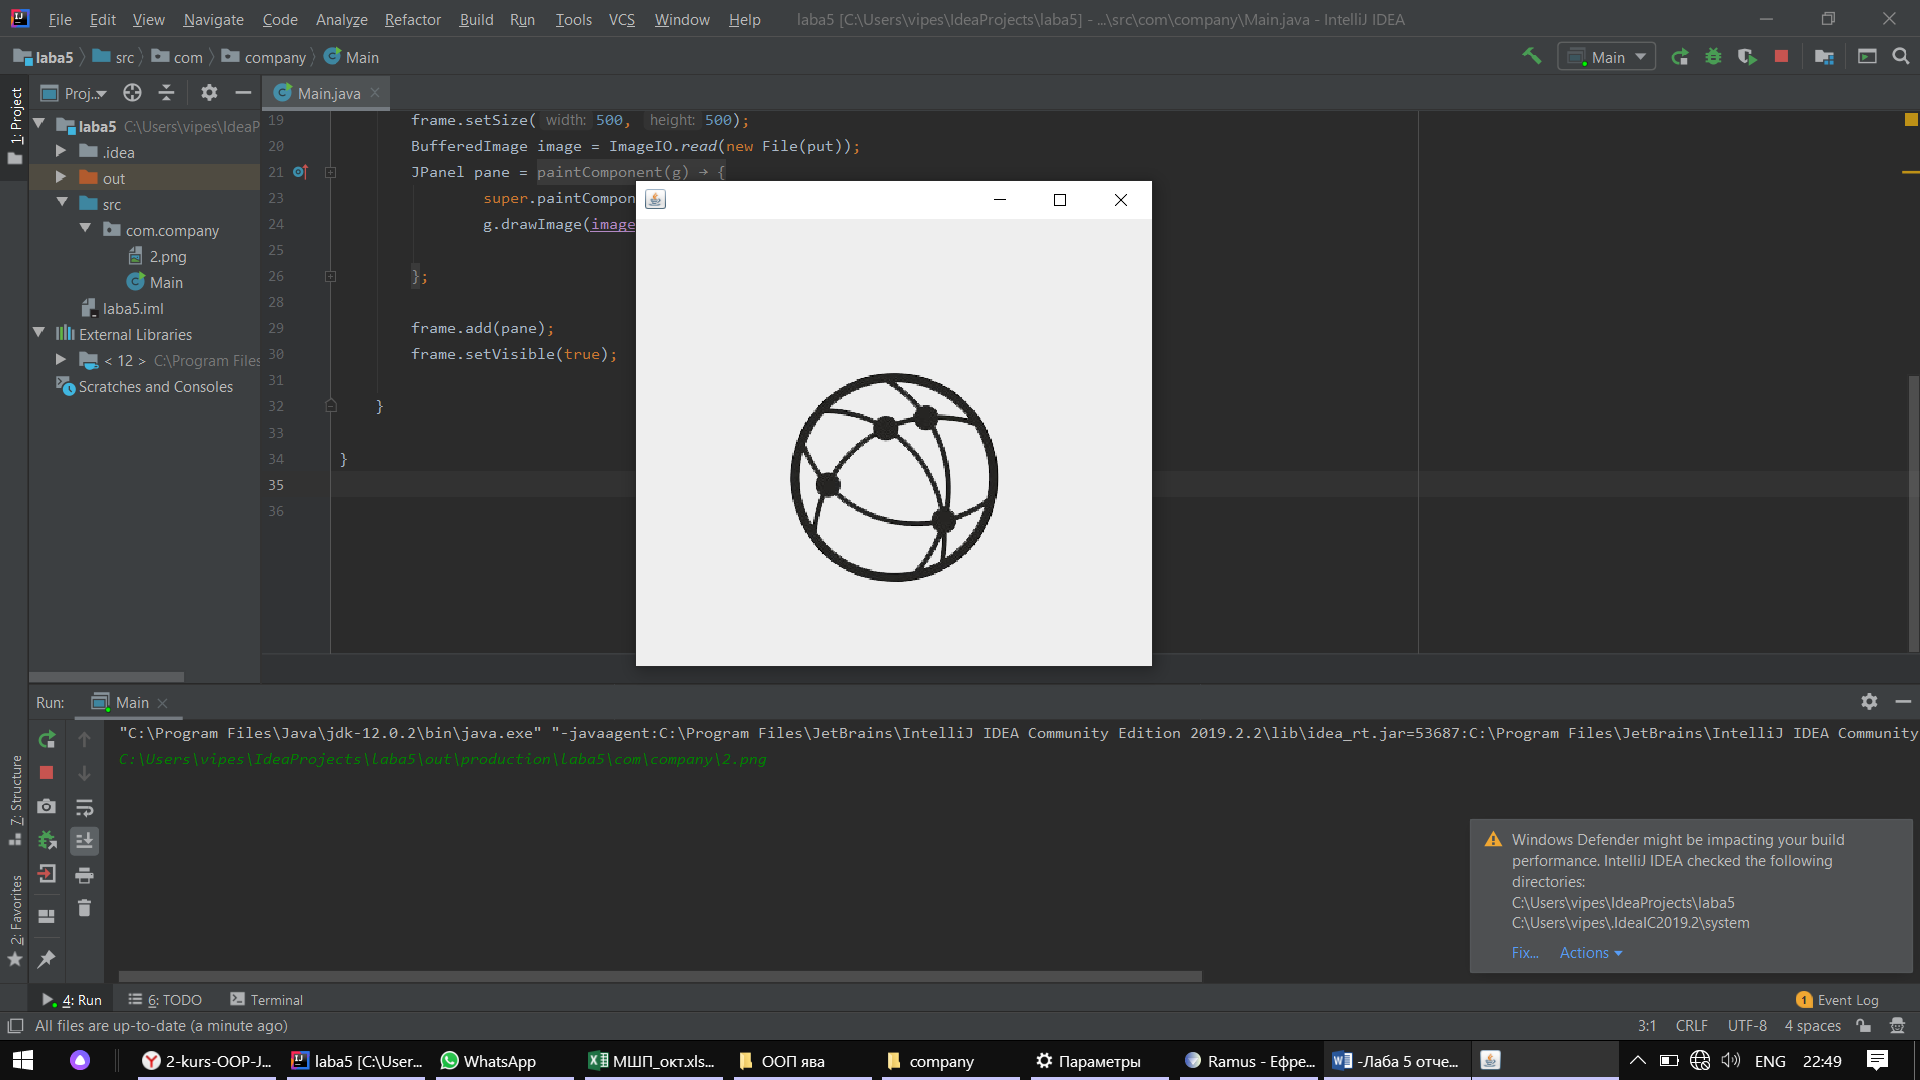 File Edit View Navigate Code Analyze Refactor Build Run Tools VCS Window Help laba5 [C:\Users\vipes\IdeaProjects\laba5] - ...\src\com\company\Main.java - IntelliJ IDEA
laba5 src com company Main Main
1: Project
Proj... Main.java
laba5 C:\Users\vipes\IdeaP
.idea
out
src
com.company
2.png
Main
laba5.iml
External Libraries
< 12 > C:\Program Files
Scratches and Consoles
19 frame.setSize( width: 500, height: 500);
20 BufferedImage image = ImageIO.read(new File(put));
21 JPanel pane = paintComponent(g) → {
23 super.paintCompon
24 g.drawImage(image
25
26 };
28
29 frame.add(pane);
30 frame.setVisible(true);
31
32 }
33
34 }
35
36
Run: Main
"C:\Program Files\Java\jdk-12.0.2\bin\java.exe" "-javaagent:C:\Program Files\JetBrains\IntelliJ IDEA Community Edition 2019.2.2\lib\idea_rt.jar=53687:C:\Program Files\JetBrains\IntelliJ IDEA Community
C:\Users\vipes\IdeaProjects\laba5\out\production\laba5\com\company\2.png
Z: Structure
2: Favorites
Windows Defender might be impacting your build
performance. IntelliJ IDEA checked the following
directories:
C:\Users\vipes\IdeaProjects\laba5
C:\Users\vipes\.IdeaIC2019.2\system
Fix... Actions
4: Run 6: TODO Terminal 1 Event Log
All files are up-to-date (a minute ago) 3:1 CRLF UTF-8 4 spaces
2-kurs-OOP-J... laba5 [C:\User... WhatsApp МШП_окт.xls... ООП ява company Параметры Ramus - Ефре... -Лаба 5 отче... ENG 22:49